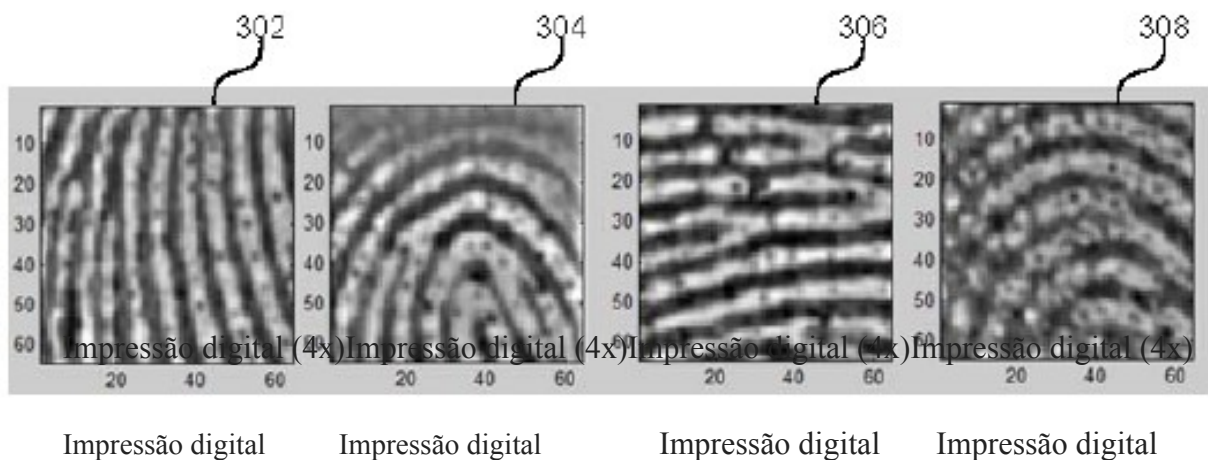 302 304 306 308
10 10 10 10
20 20 20 20
30 30 30 30
40 40 40 40
50 50 50 50
60 60 60 60
Impressão digital (4x)Impressão digital (4x)Impressão digital (4x)Impressão digital (4x)
20 40 60 20 40 60 20 40 60 20 40 60
Impressão digital Impressão digital Impressão digital Impressão digital